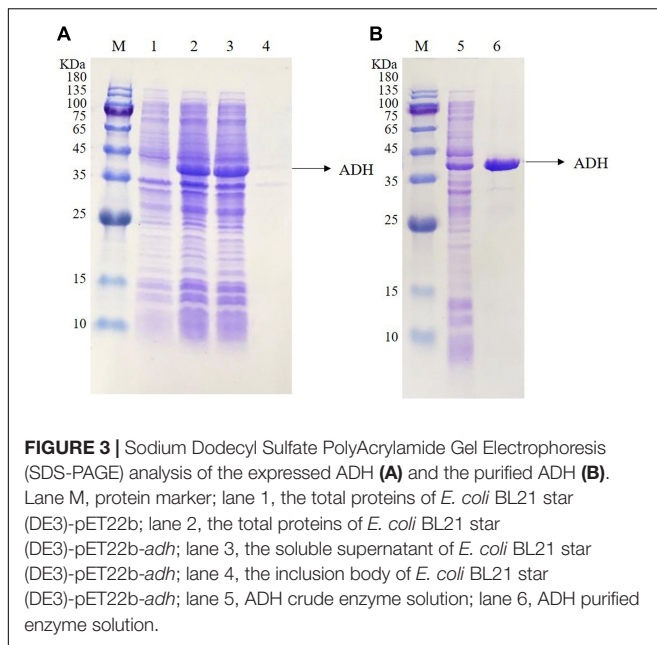 A
M 1 2 3 4
KDa
180
135
100
75
65
45
35
25
15
10
ADH
B
M 5 6
KDa
180
135
100
75
65
45
35
25
15
10
ADH
FIGURE 3 | Sodium Dodecyl Sulfate PolyAcrylamide Gel Electrophoresis
(SDS-PAGE) analysis of the expressed ADH (A) and the purified ADH (B).
Lane M, protein marker; lane 1, the total proteins of E. coli BL21 star
(DE3)-pET22b; lane 2, the total proteins of E. coli BL21 star
(DE3)-pET22b-adh; lane 3, the soluble supernatant of E. coli BL21 star
(DE3)-pET22b-adh; lane 4, the inclusion body of E. coli BL21 star
(DE3)-pET22b-adh; lane 5, ADH crude enzyme solution; lane 6, ADH purified
enzyme solution.